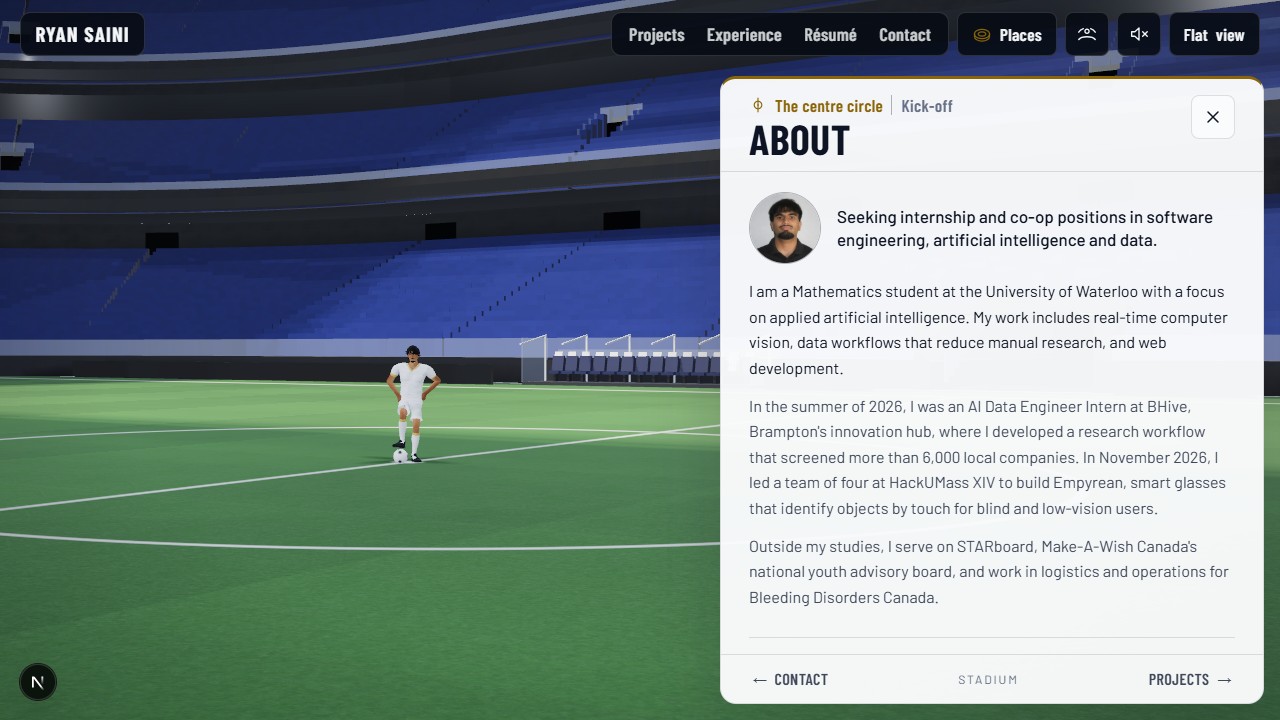 RYAN SAINI
Projects Experience Résumé Contact
Places
Flat view
The centre circle | Kick-off
ABOUT
Seeking internship and co-op positions in software
engineering, artificial intelligence and data.
I am a Mathematics student at the University of Waterloo with a focus
on applied artificial intelligence. My work includes real-time computer
vision, data workflows that reduce manual research, and web
development.
In the summer of 2026, I was an AI Data Engineer Intern at BHive,
Brampton's innovation hub, where I developed a research workflow
that screened more than 6,000 local companies. In November 2026, I
led a team of four at HackUMass XIV to build Empyrean, smart glasses
that identify objects by touch for blind and low-vision users.
Outside my studies, I serve on STARboard, Make-A-Wish Canada's
national youth advisory board, and work in logistics and operations for
Bleeding Disorders Canada.
← CONTACT
STADIUM
PROJECTS →
N